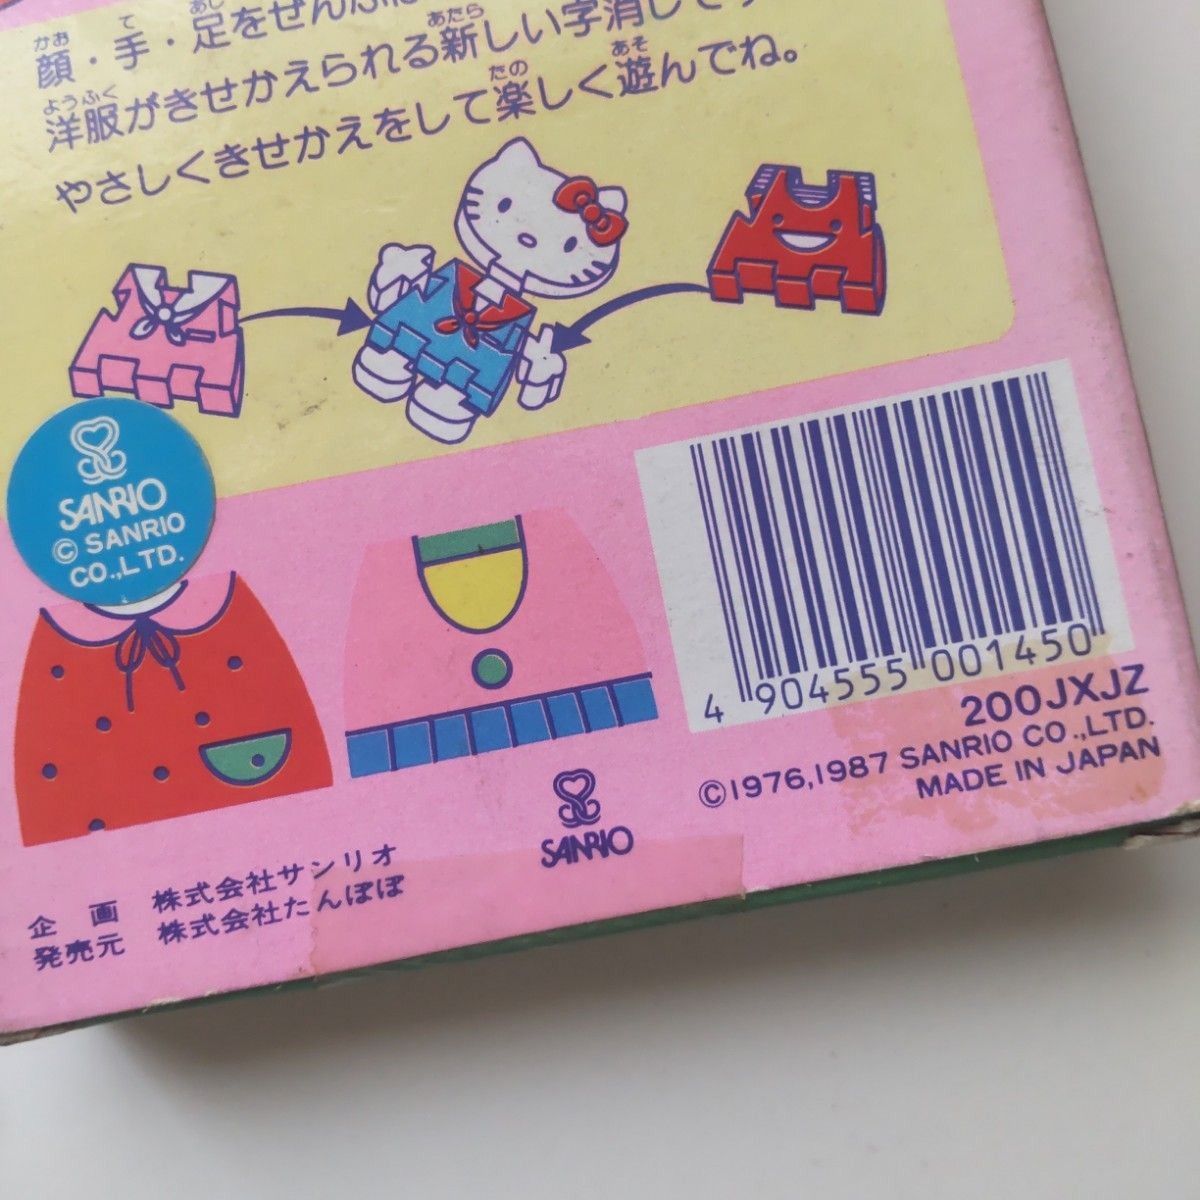 顔・手・足をぜんぶ
洋服がきせかえられる新しい字消しです
やさしくきせかえをして楽しく遊んでね。
SANRIO
© SANRIO
CO.,LTD.
4 904555 001450
200JXJZ
©1976,1987 SANRIO CO.,LTD.
MADE IN JAPAN
SANRIO
企 画 株式会社サンリオ
発売元 株式会社たんぽぽ